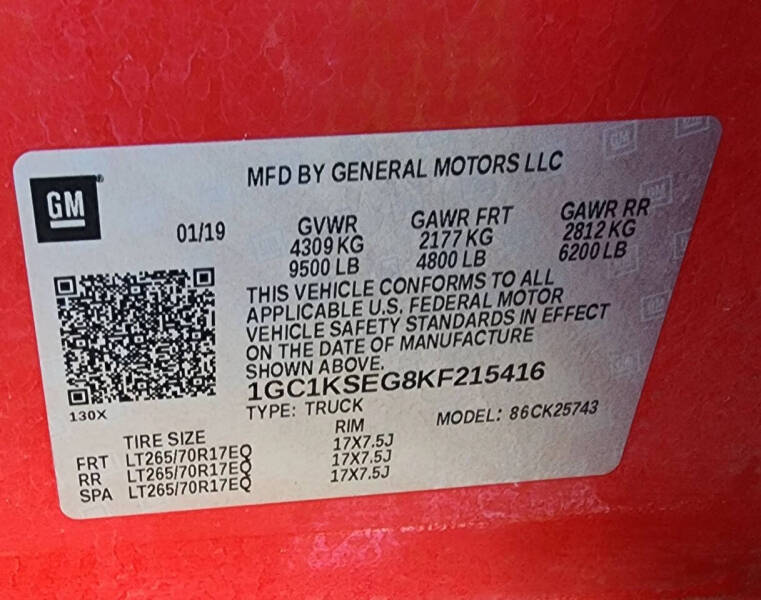 MFD BY GENERAL MOTORS LLC
GM
01/19
GVWR GAWR FRT GAWR RR
4309 KG 2177 KG 2812 KG
9500 LB 4800 LB 6200 LB
THIS VEHICLE CONFORMS TO ALL
APPLICABLE U.S. FEDERAL MOTOR
VEHICLE SAFETY STANDARDS IN EFFECT
ON THE DATE OF MANUFACTURE
SHOWN ABOVE.
1GC1KSEG8KF215416
130X
TYPE: TRUCK MODEL: 86CK25743
TIRE SIZE RIM
FRT LT265/70R17EQ 17X7.5J
RR LT265/70R17EQ 17X7.5J
SPA LT265/70R17EQ 17X7.5J